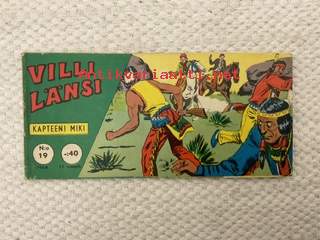 VILLI
LÄNSI
antikvariaatti.net
KAPTEENI MIKI
N:o
19
-:40